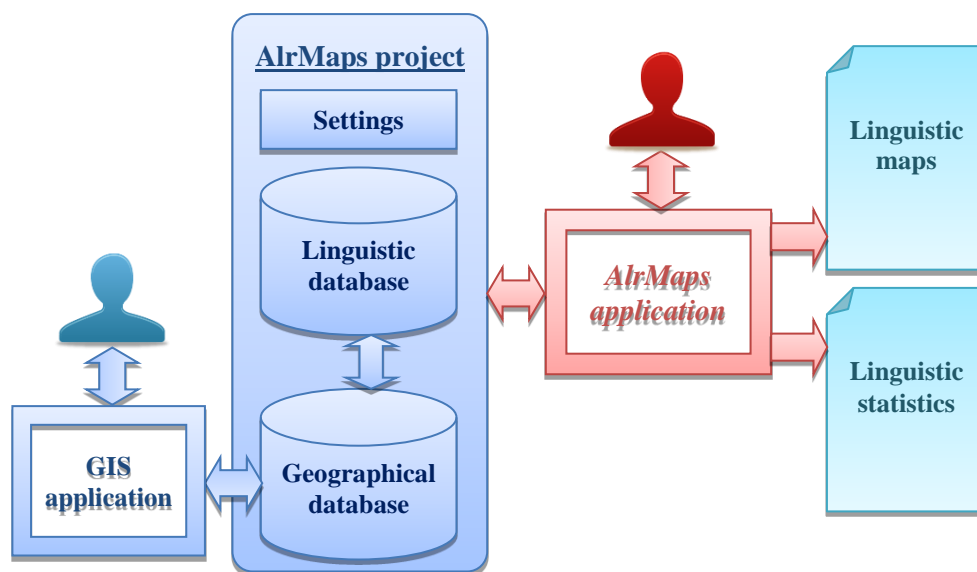 AlrMaps project
Settings
Linguistic
database
Geographical
database
GIS
application
AlrMaps
application
Linguistic
maps
Linguistic
statistics